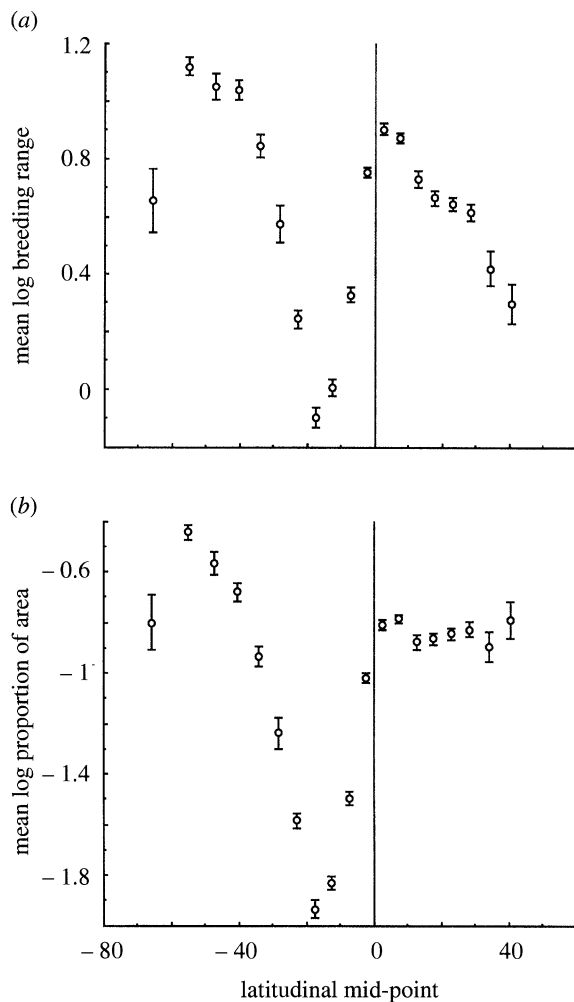 (a)
1.2
0.8
0.4
0
mean log breeding range
(b)
– 0.6
– 1
– 1.4
– 1.8
mean log proportion of area
– 80
– 40
0
40
latitudinal mid-point